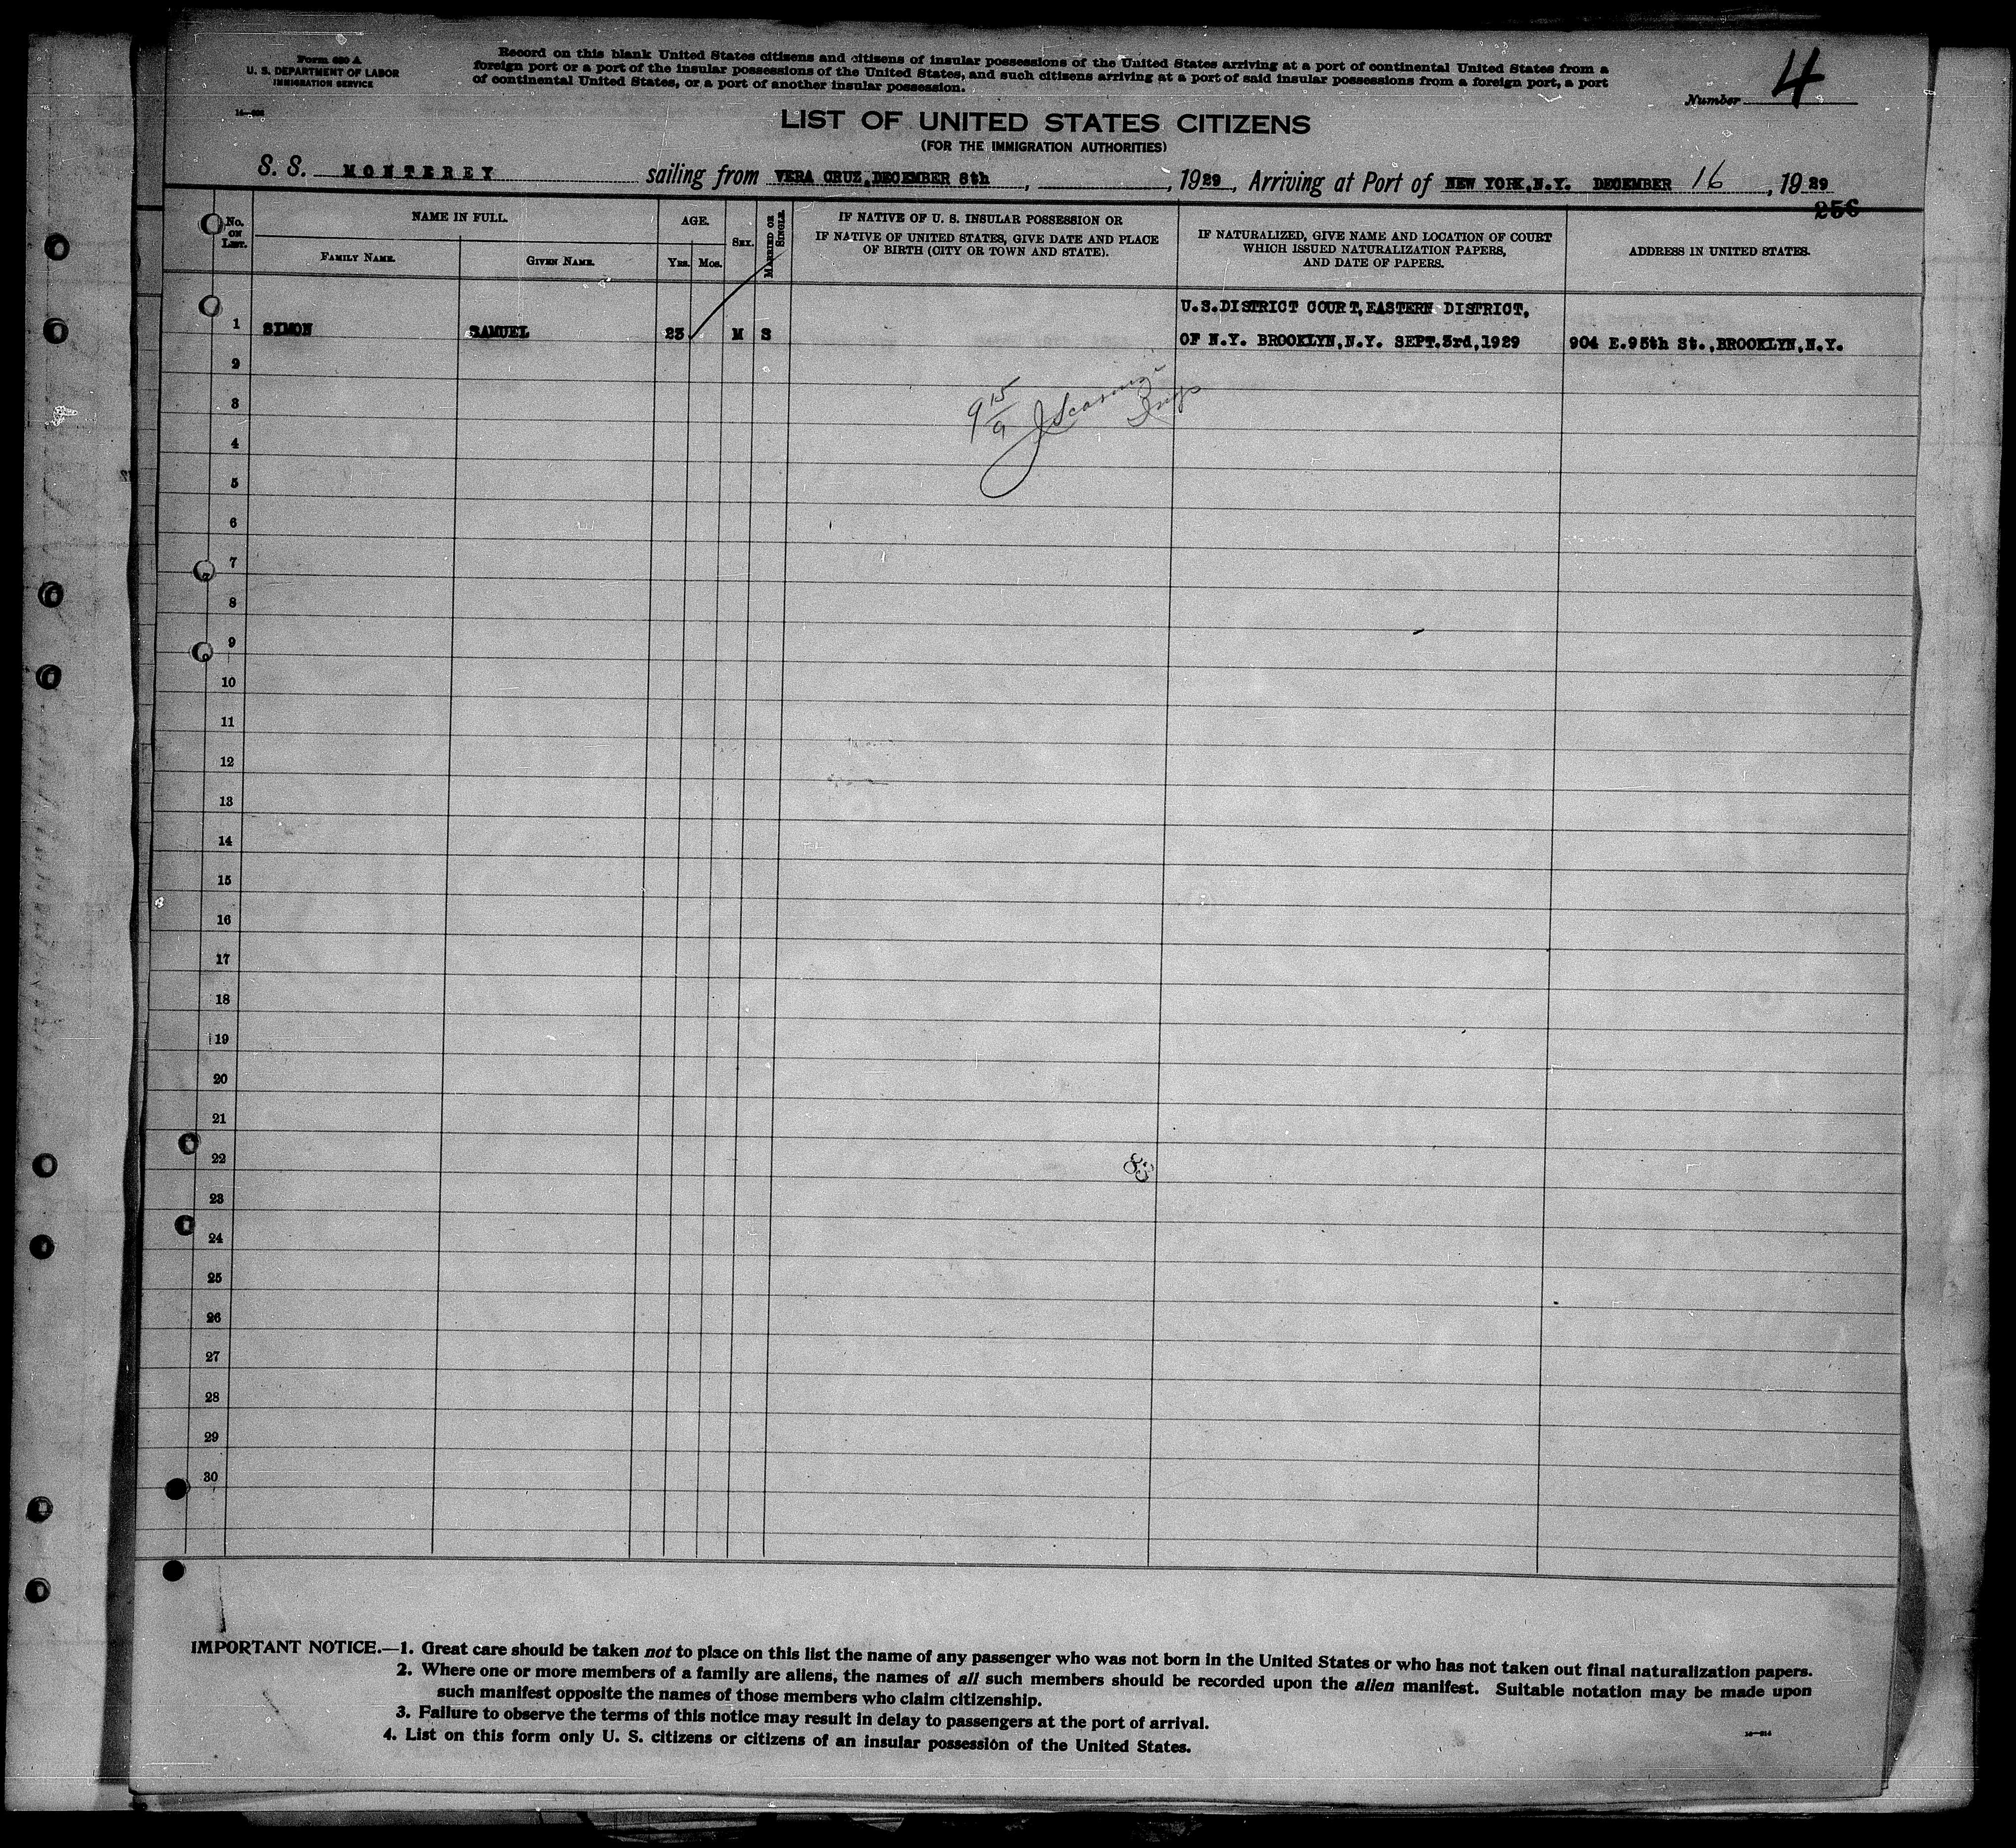 Form 630 A
U. S. DEPARTMENT OF LABOR
IMMIGRATION SERVICE
Record on this blank United States citizens and citizens of insular possessions of the United States arriving at a port of continental United States from a
foreign port or a port of the insular possessions of the United States, and such citizens arriving at a port of said insular possessions from a foreign port, a port
of continental United States, or a port of another insular possession.
Number 4
LIST OF UNITED STATES CITIZENS
(FOR THE IMMIGRATION AUTHORITIES)
S. S. MONTEREY sailing from VERA CRUZ, DECEMBER 8th, 1929, Arriving at Port of NEW YORK, N.Y. DECEMBER 16, 1929
256
No. ON LIST.
NAME IN FULL.
FAMILY NAME.
GIVEN NAME.
AGE.
YRS. MOS.
SEX.
MARRIED OR SINGLE.
IF NATIVE OF U. S. INSULAR POSSESSION OR
IF NATIVE OF UNITED STATES, GIVE DATE AND PLACE
OF BIRTH (CITY OR TOWN AND STATE).
IF NATURALIZED, GIVE NAME AND LOCATION OF COURT
WHICH ISSUED NATURALIZATION PAPERS,
AND DATE OF PAPERS.
ADDRESS IN UNITED STATES.
U.S.DISTRICT COURT, EASTERN DISTRICT,
1 SIMON SAMUEL 23 M S OF N.Y. BROOKLYN, N.Y. SEPT. 3rd, 1929 904 E. 95th St., BROOKLYN, N.Y.
2
3
9 15/9
4
5
6
7
8
9
10
11
12
13
14
15
16
17
18
19
20
21
22
83
23
24
25
26
27
28
29
30
IMPORTANT NOTICE.—1. Great care should be taken not to place on this list the name of any passenger who was not born in the United States or who has not taken out final naturalization papers.
2. Where one or more members of a family are aliens, the names of all such members should be recorded upon the alien manifest. Suitable notation may be made upon
such manifest opposite the names of those members who claim citizenship.
3. Failure to observe the terms of this notice may result in delay to passengers at the port of arrival.
4. List on this form only U. S. citizens or citizens of an insular possession of the United States.